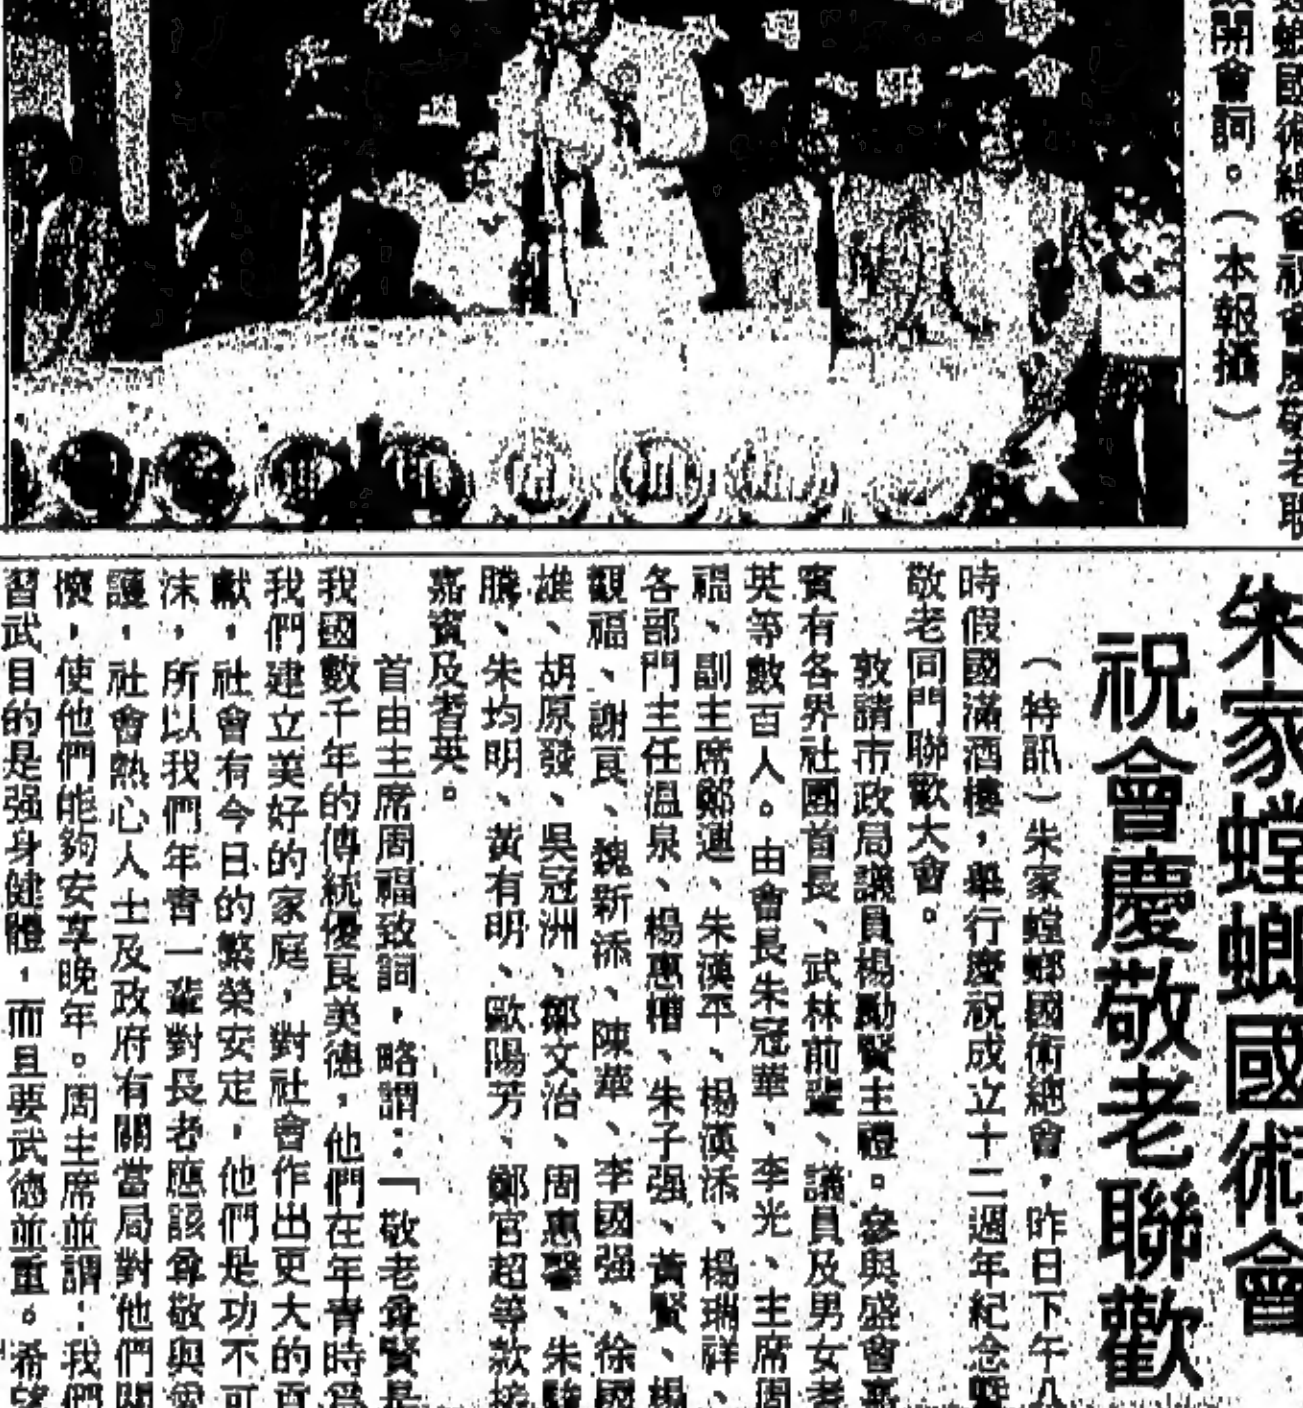 開會詞。（本報攝）
朱家螳螂國術會
祝會慶敬老聯歡
（特訊）朱家螳螂國術總會，昨日下午八
時假國滿酒樓，舉行慶祝成立十二週年紀念暨
敬老同門聯歡大會。
敦請市政局議員楊勵賢主禮。參與盛會嘉
賓有各界社團首長、武林前輩、議員及男女耆
英等數百人。由會長朱冠華、李光、主席周
福、副主席鄭運、朱漢平、楊漢添、楊瑞祥、
各部門主任溫泉、楊惠、朱子强、黃賢、楊
觀福、謝良、魏新添、陳華、李國强、徐國
雄、胡原發、吳冠洲、鄒文治、周惠馨、朱駿
騰、朱均明、黃有明、歐陽芳、鄭官超等款接
嘉賓及耆英。
首由主席周福致詞，略謂：「敬老尊賢是
我國數千年的傳統優良美德，他們在年青時爲
我們建立美好的家庭，對社會作出更大的貢
獻，社會有今日的繁榮安定，他們是功不可
沬，所以我們年青一輩對長者應該尊敬與愛
護，社會熱心人士及政府有關當局對他們關
懷，使他們能夠安享晚年。周主席並謂：我們
習武目的是强身健體，而且要武德並重。希望